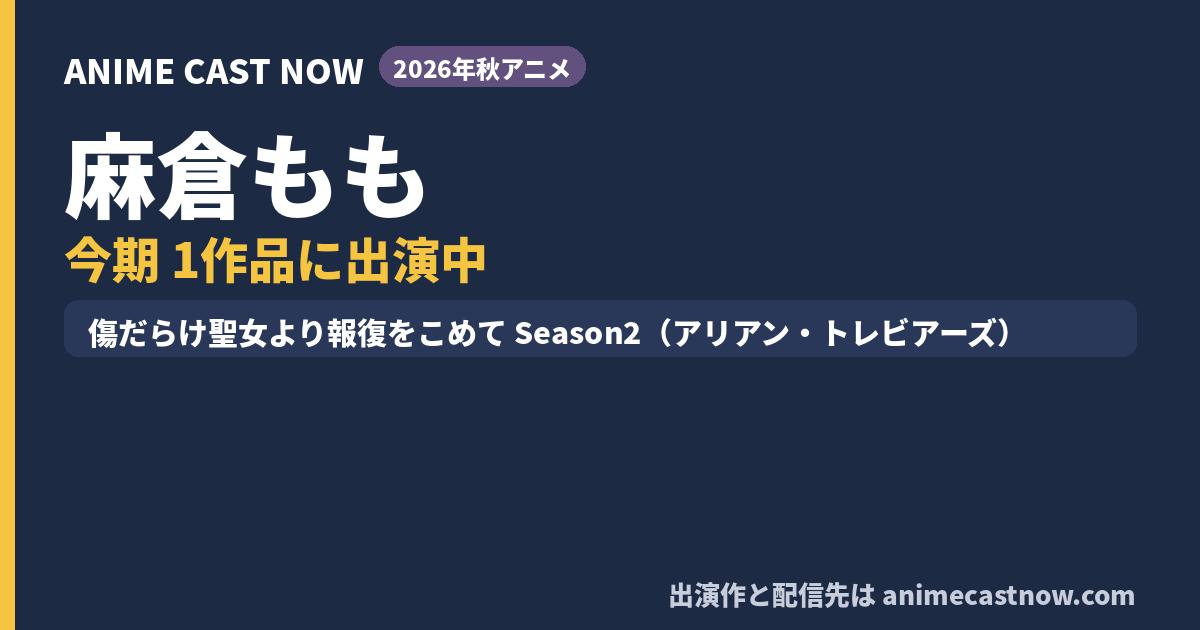 ANIME CAST NOW 2026年秋アニメ
麻倉もも
今期 1作品に出演中
傷だらけ聖女より報復をこめて Season2（アリアン・トレビアーズ）
出演作と配信先は animecastnow.com